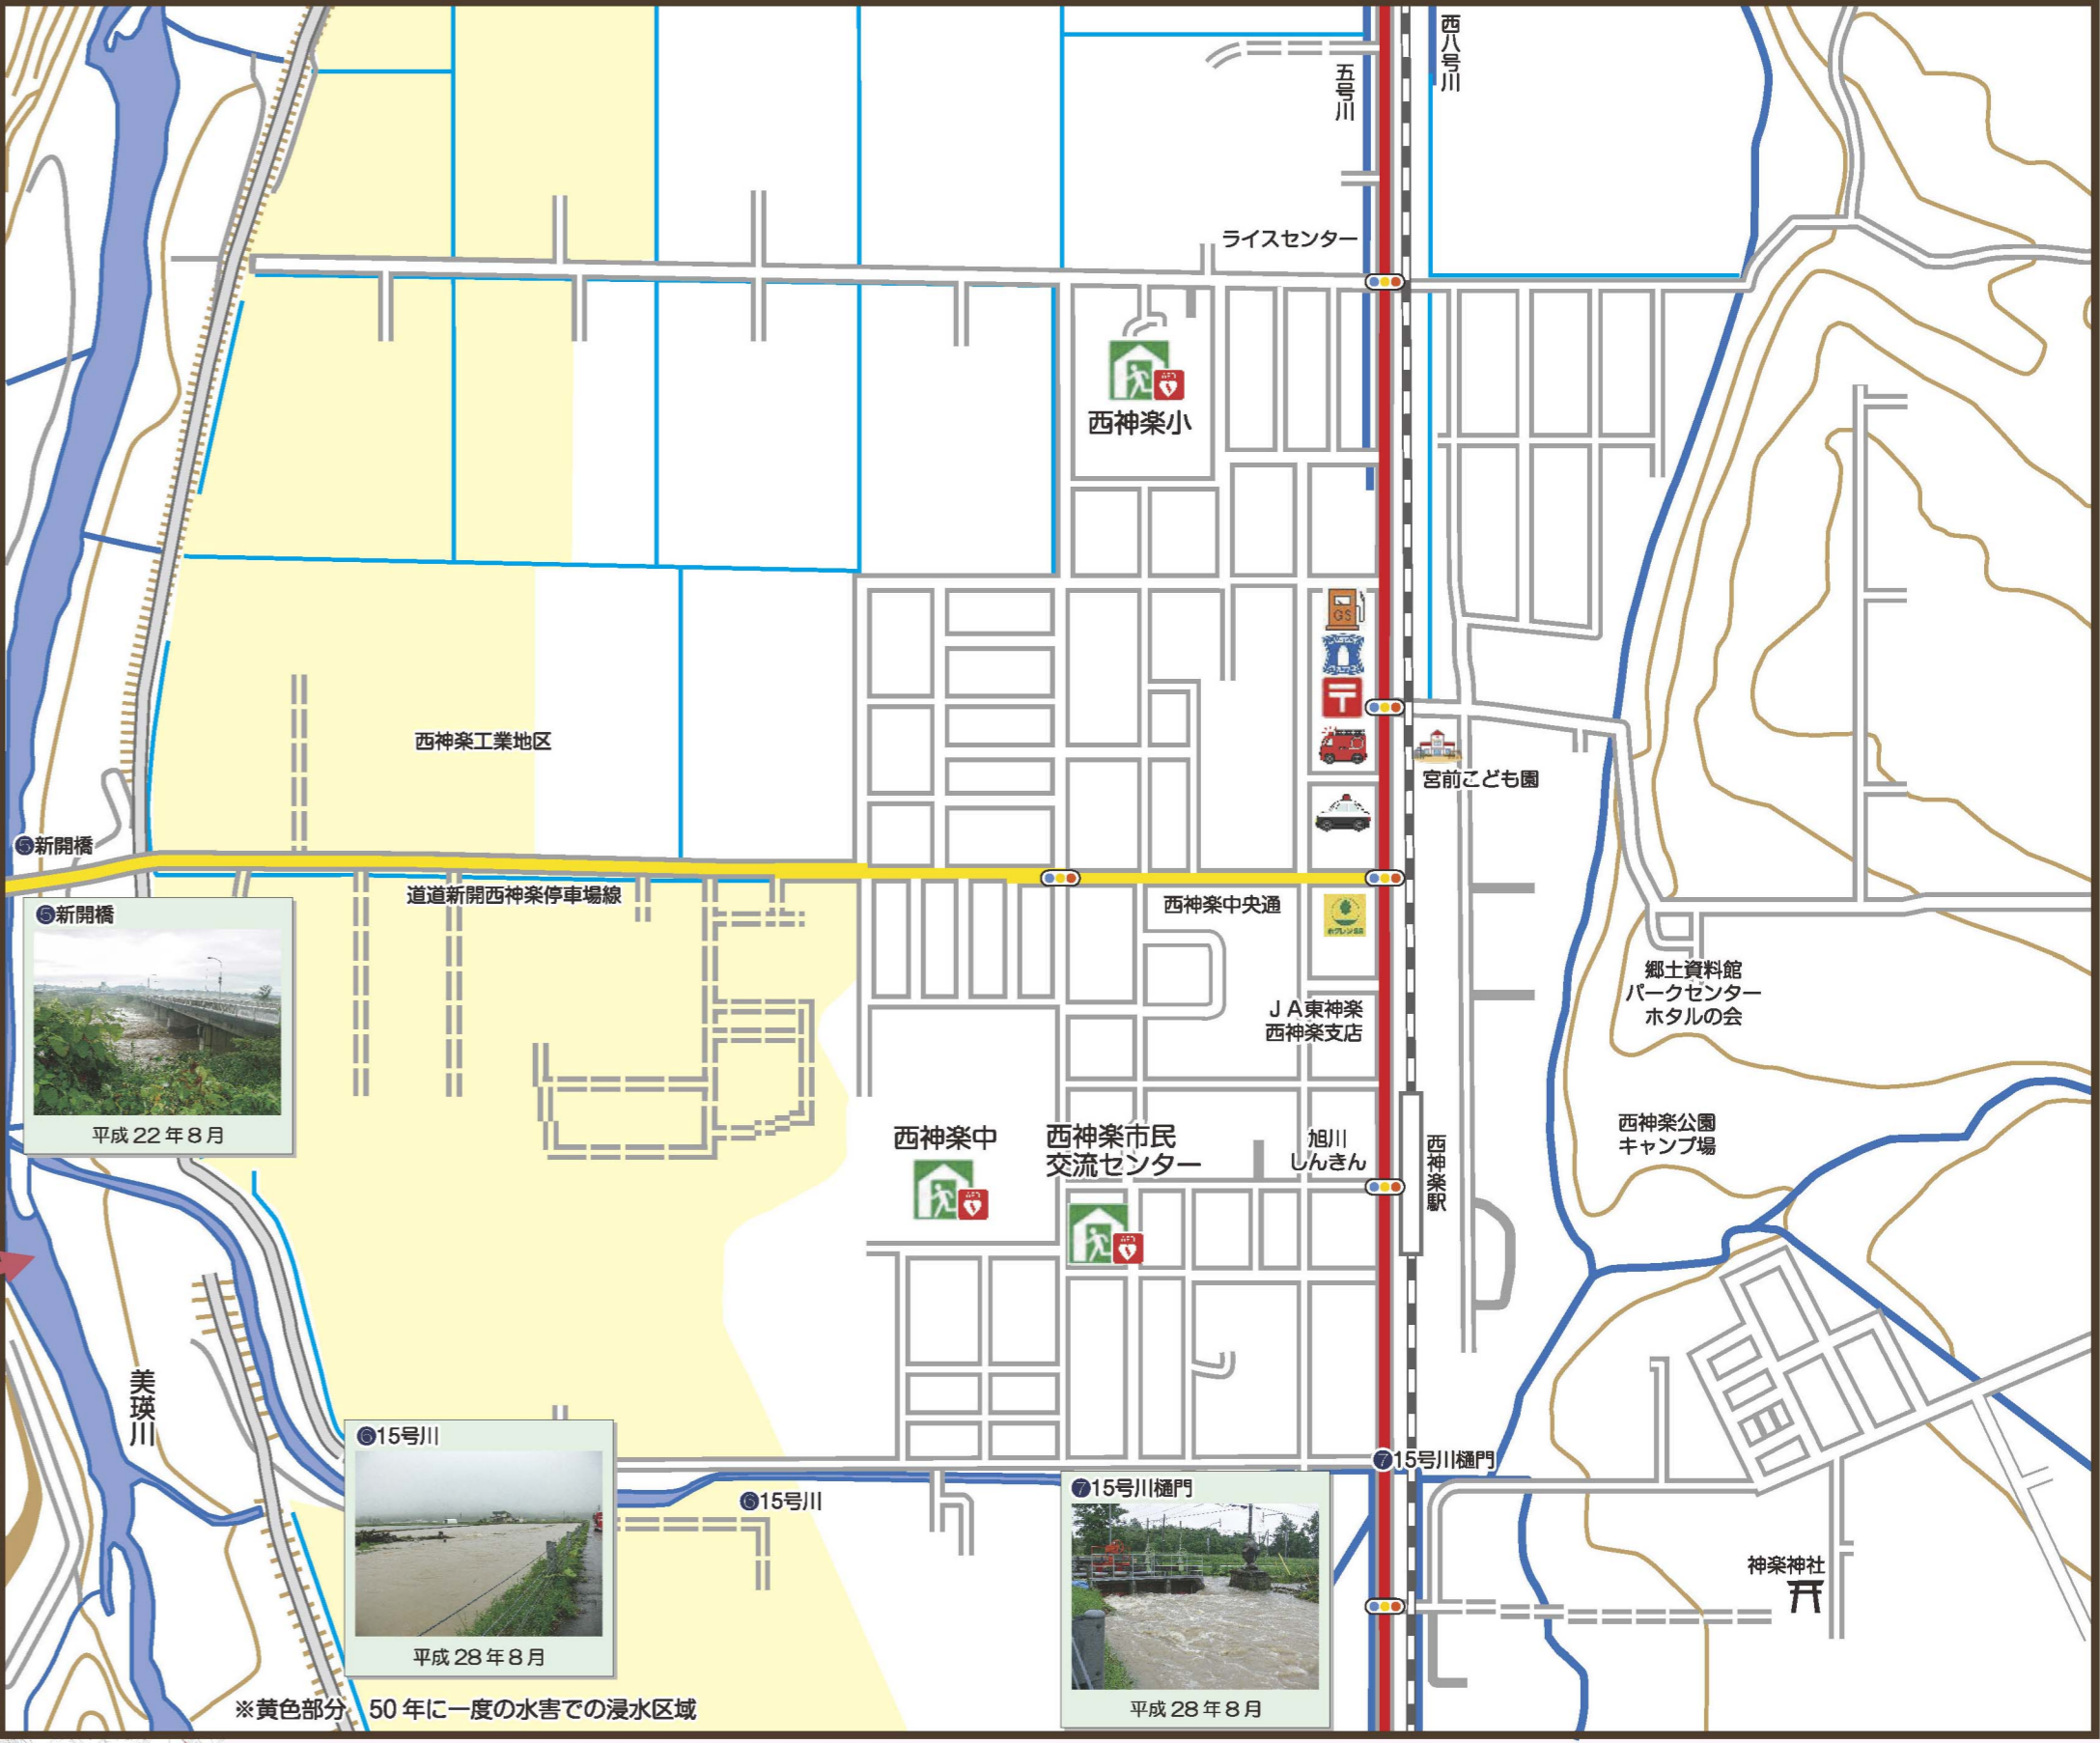 西八号川
五号川
ライスセンター
西神楽小
GS
西神楽工業地区
宮前こども園
❺新開橋
道道新開西神楽停車場線
西神楽中央通
❺新開橋
平成22年8月
郷土資料館
パークセンター
ホタルの会
ＪＡ東神楽
西神楽支店
西神楽公園
キャンプ場
西神楽中
西神楽市民
交流センター
旭川
しんきん
西神楽駅
美瑛川
❻15号川
平成28年8月
❻15号川
❼15号川樋門
❼15号川樋門
平成28年8月
神楽神社
※黄色部分　50年に一度の水害での浸水区域